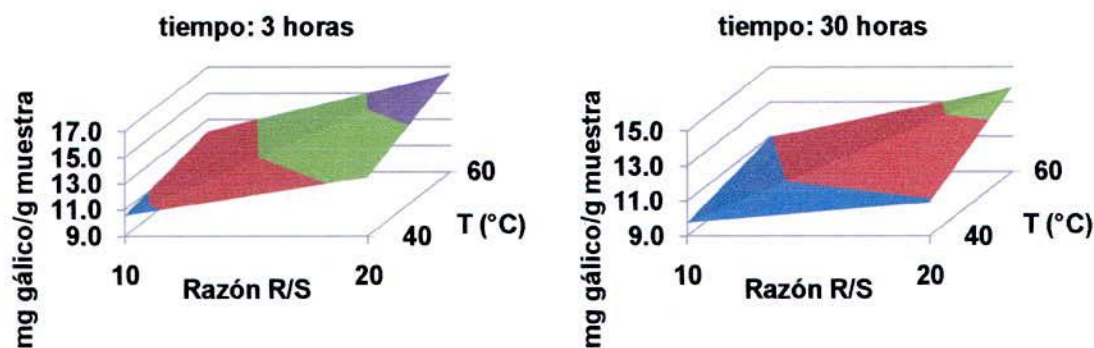 tiempo: 3 horas
mg gálico/g muestra
17.0
15.0
13.0
11.0
9.0
10
20
Razón R/S
40
60
T (°C)
tiempo: 30 horas
mg gálico/g muestra
15.0
13.0
11.0
9.0
10
20
Razón R/S
40
60
T (°C)